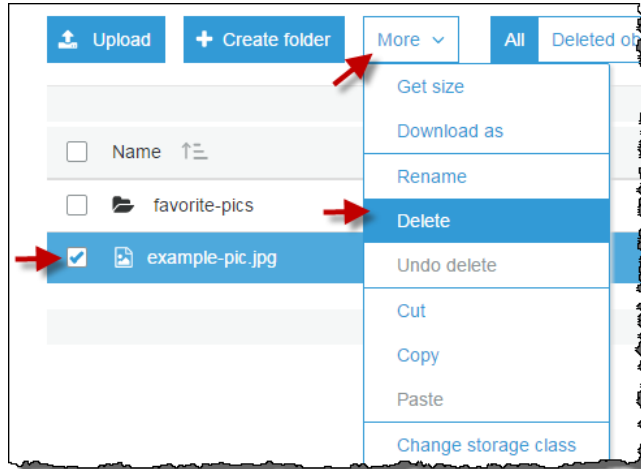 Upload
Create folder
More
All
Deleted
Get size
Download as
Name
Rename
favorite-pics
Delete
example-pic.jpg
Undo delete
Cut
Copy
Paste
Change storage class